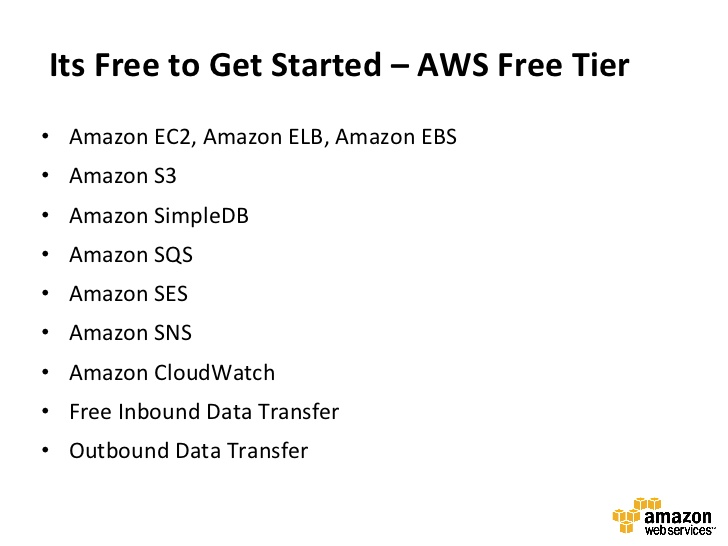 Its Free to Get Started – AWS Free Tier
• Amazon EC2, Amazon ELB, Amazon EBS
• Amazon S3
• Amazon SimpleDB
• Amazon SQS
• Amazon SES
• Amazon SNS
• Amazon CloudWatch
• Free Inbound Data Transfer
• Outbound Data Transfer
amazon
webservices™